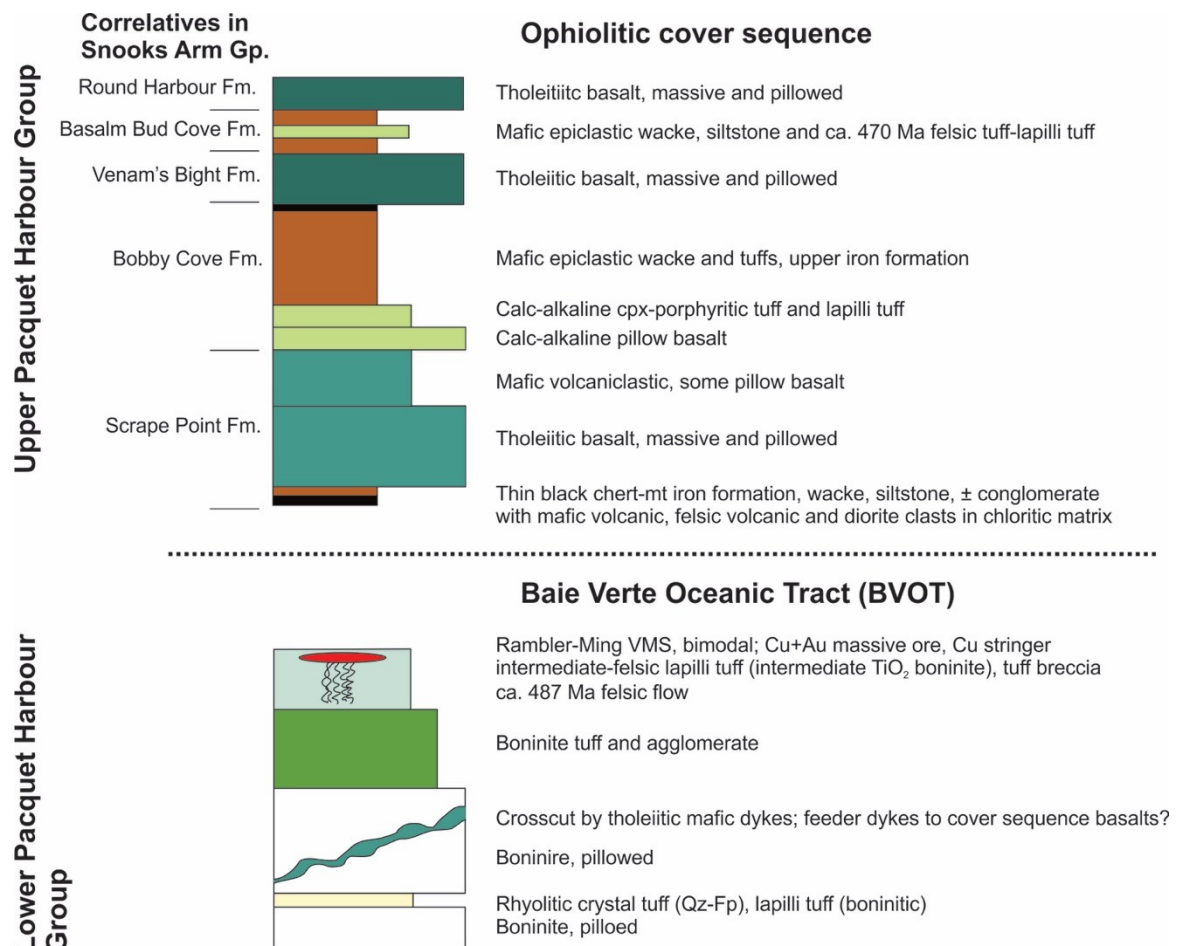 Correlatives in
Snooks Arm Gp.
Ophiolitic cover sequence
Upper Pacquet Harbour Group
Round Harbour Fm.
Tholeitiitc basalt, massive and pillowed
Basalm Bud Cove Fm.
Mafic epiclastic wacke, siltstone and ca. 470 Ma felsic tuff-lapilli tuff
Venam's Bight Fm.
Tholeiitic basalt, massive and pillowed
Bobby Cove Fm.
Mafic epiclastic wacke and tuffs, upper iron formation
Calc-alkaline cpx-porphyritic tuff and lapilli tuff
Calc-alkaline pillow basalt
Mafic volcaniclastic, some pillow basalt
Scrape Point Fm.
Tholeiitic basalt, massive and pillowed
Thin black chert-mt iron formation, wacke, siltstone, ± conglomerate
with mafic volcanic, felsic volcanic and diorite clasts in chloritic matrix
Baie Verte Oceanic Tract (BVOT)
Lower Pacquet Harbour
Group
Rambler-Ming VMS, bimodal; Cu+Au massive ore, Cu stringer
intermediate-felsic lapilli tuff (intermediate TiO₂ boninite), tuff breccia
ca. 487 Ma felsic flow
Boninite tuff and agglomerate
Crosscut by tholeiitic mafic dykes; feeder dykes to cover sequence basalts?
Boninire, pillowed
Rhyolitic crystal tuff (Qz-Fp), lapilli tuff (boninitic)
Boninite, pilloed